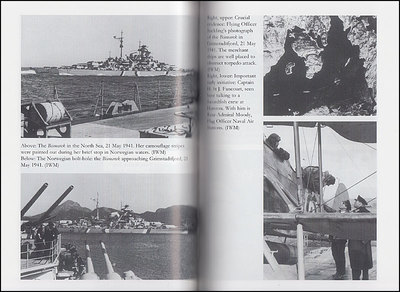 Above: The Bismarck in the North Sea, 21 May 1941. Her camouflage stripes
were painted out during her brief stop in Norwegian waters. (IWM)
Below: The Norwegian bolt-hole: the Bismarck approaching Grimstadfjord, 21
May 1941. (IWM)
Right, upper: Crucial
evidence: Flying Officer
Suckling's photograph
of the Bismarck in
Grimstadfjord, 21 May
1941. The merchant
ships are well placed to
obstruct torpedo attack.
(IWM)
Right, lower: Important
early initiative: Captain
H. St J. Fancourt, seen
here talking to a
Swordfish crew at
Hatston. With him is
Rear Admiral Moody,
Flag Officer Naval Air
Stations. (IWM)